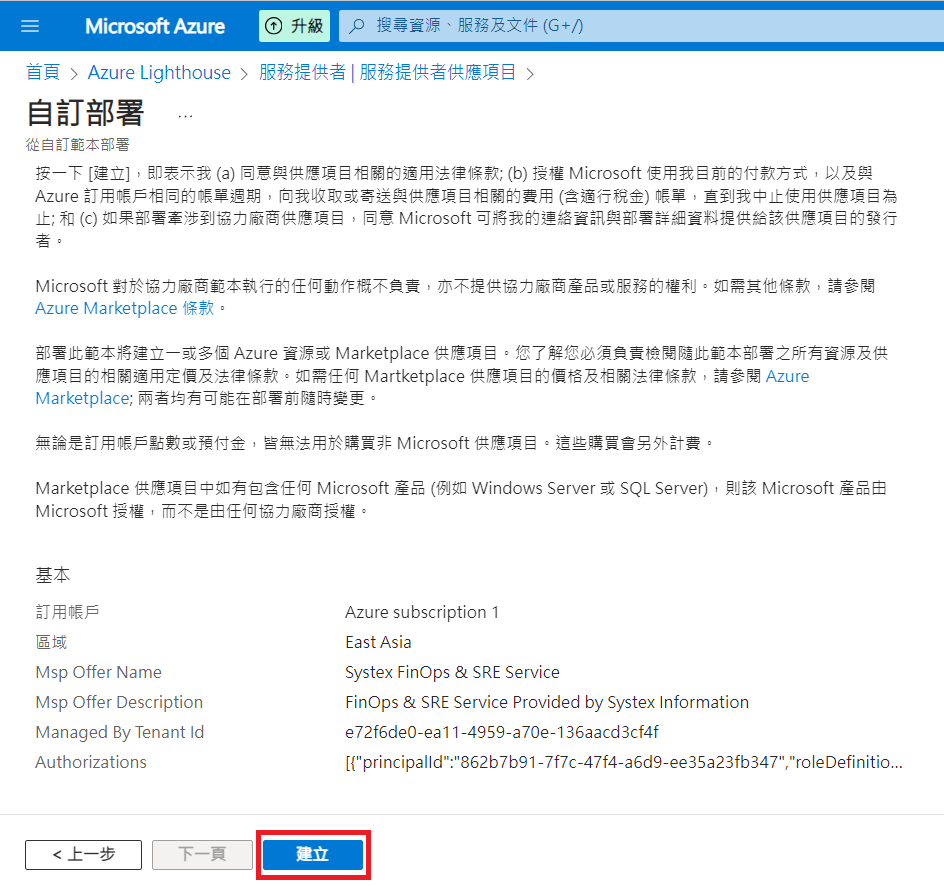 Microsoft Azure
升級
搜尋資源、服務及文件 (G+/)
首頁 > Azure Lighthouse > 服務提供者 | 服務提供者供應項目 >
自訂部署 ...
從自訂範本部署
按一下 [建立]，即表示我 (a) 同意與供應項目相關的適用法律條款; (b) 授權 Microsoft 使用我目前的付款方式，以及與
Azure 訂用帳戶相同的帳單週期，向我收取或寄送與供應項目相關的費用 (含適行稅金) 帳單，直到我中止使用供應項目為
止; 和 (c) 如果部署牽涉到協力廠商供應項目，同意 Microsoft 可將我的連絡資訊與部署詳細資料提供給該供應項目的發行
者。
Microsoft 對於協力廠商範本執行的任何動作概不負責，亦不提供協力廠商產品或服務的權利。如需其他條款，請參閱
Azure Marketplace 條款。
部署此範本將建立一或多個 Azure 資源或 Marketplace 供應項目。您了解您必須負責檢閱隨此範本部署之所有資源及供
應項目的相關適用定價及法律條款。如需任何 Martketplace 供應項目的價格及相關法律條款，請參閱 Azure
Marketplace; 兩者均有可能在部署前隨時變更。
無論是訂用帳戶點數或預付金，皆無法用於購買非 Microsoft 供應項目。這些購買會另外計費。
Marketplace 供應項目中如有包含任何 Microsoft 產品 (例如 Windows Server 或 SQL Server)，則該 Microsoft 產品由
Microsoft 授權，而不是由任何協力廠商授權。
基本
訂用帳戶 Azure subscription 1
區域 East Asia
Msp Offer Name Systex FinOps & SRE Service
Msp Offer Description FinOps & SRE Service Provided by Systex Information
Managed By Tenant Id e72f6de0-ea11-4959-a70e-136aacd3cf4f
Authorizations [{"principalId":"862b7b91-7f7c-47f4-a6d9-ee35a23fb347","roleDefinitio...
< 上一步 下一頁 建立